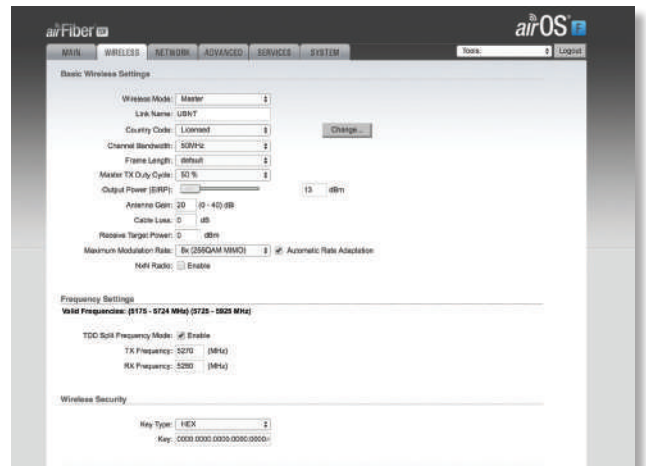 airFiber 5X airOS F
MAIN WIRELESS NETWORK ADVANCED SERVICES SYSTEM Tools: Logout
Basic Wireless Settings
Wireless Mode: Master
Link Name: UBNT
Country Code: Licensed Change...
Channel Bandwidth: 50MHz
Frame Length: default
Master TX Duty Cycle: 50 %
Output Power (EIRP): 13 dBm
Antenna Gain: 20 (0 - 40) dBi
Cable Loss: 0 dB
Receive Target Power: 0 dBm
Maximum Modulation Rate: 8x (256QAM MIMO) Automatic Rate Adaptation
NxN Radio: Enable
Frequency Settings
Valid Frequencies: (5175 - 5724 MHz) (5725 - 5925 MHz)
TDD Split Frequency Mode: Enable
TX Frequency: 5270 (MHz)
RX Frequency: 5280 (MHz)
Wireless Security
Key Type: HEX
Key: 0000:0000:0000:0000:0000: